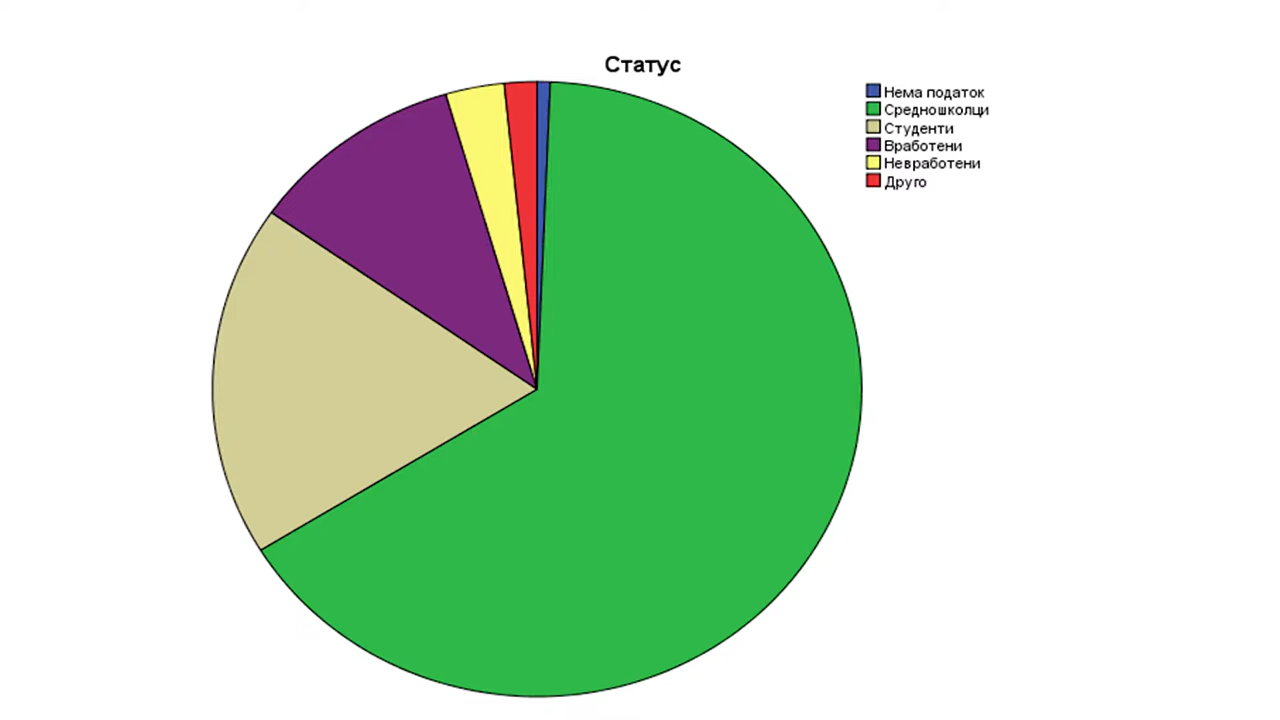 Статус
Нема податок
Средношколци
Студенти
Вработени
Невработени
Друго